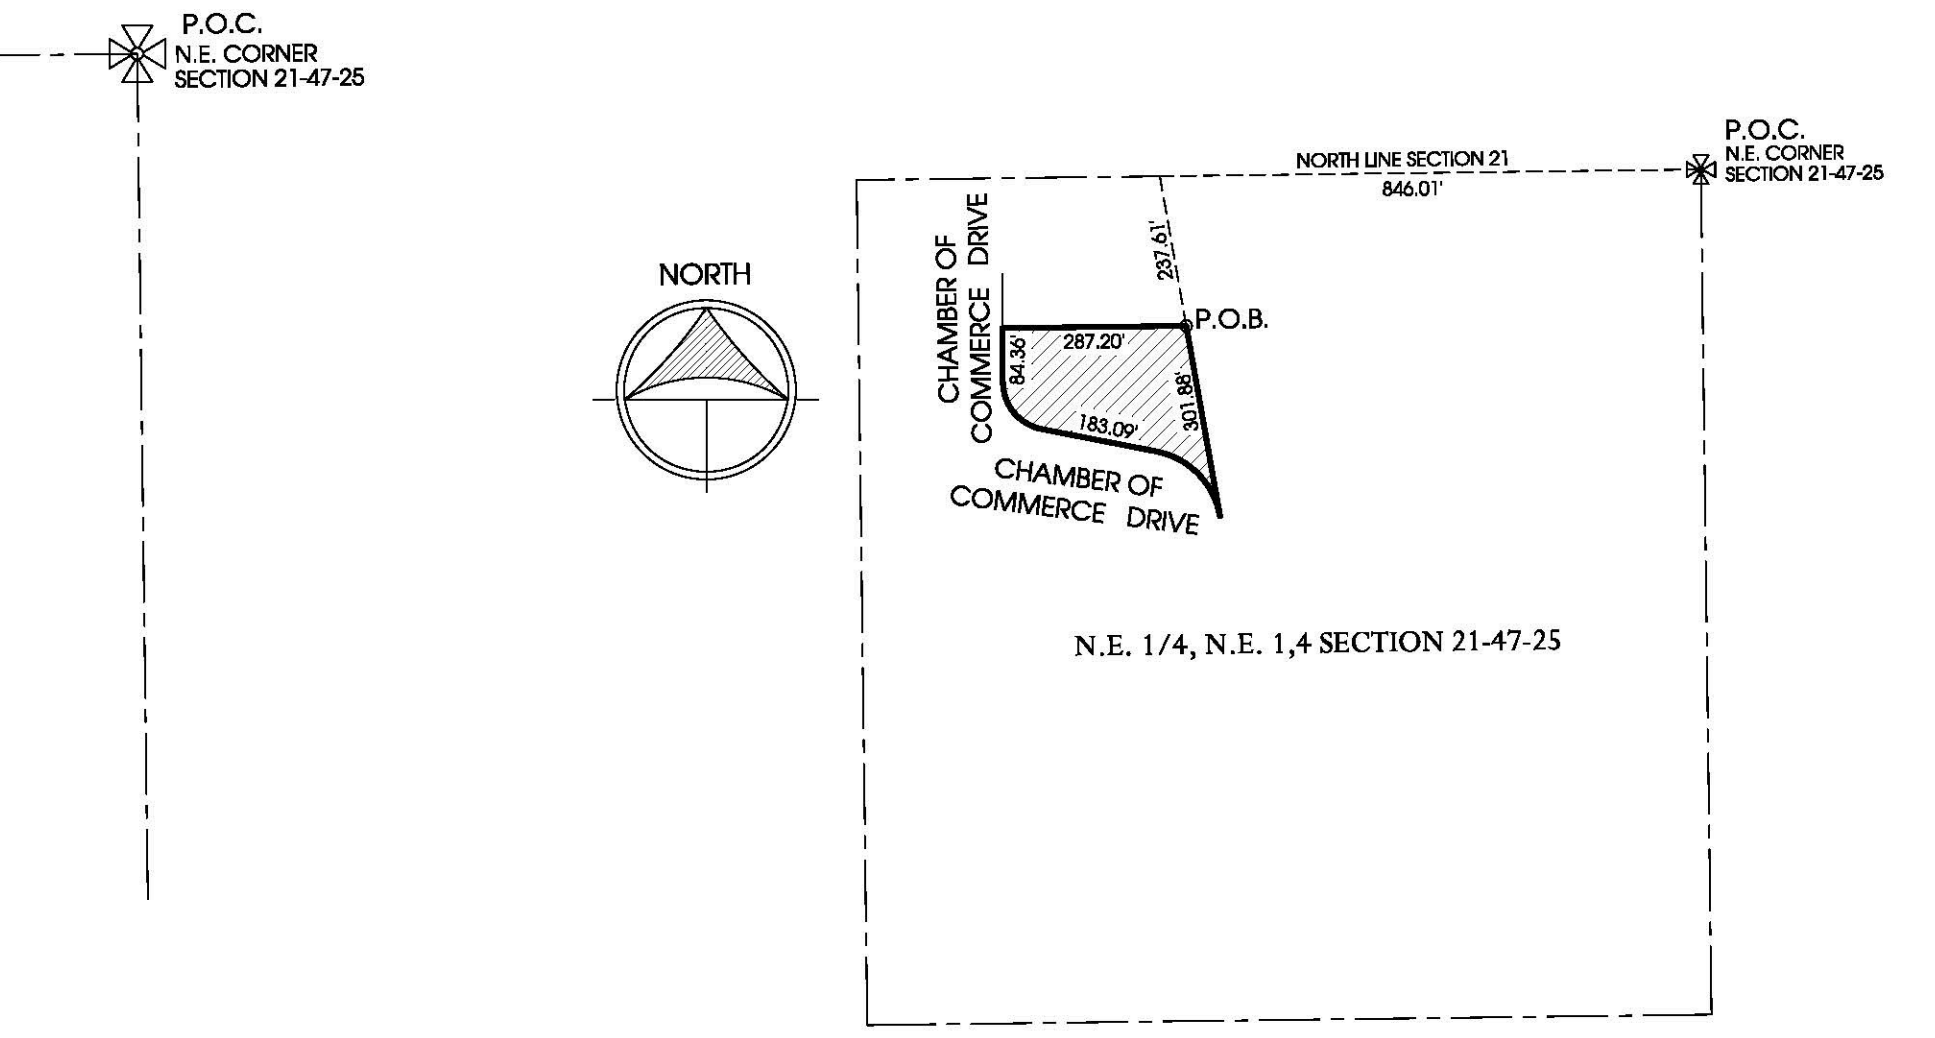 P.O.C.
N.E. CORNER
SECTION 21-47-25
P.O.C.
N.E. CORNER
SECTION 21-47-25
NORTH LINE SECTION 21
846.01'
CHAMBER OF
COMMERCE DRIVE
237.61'
NORTH
P.O.B.
287.20'
84.36'
301.88'
183.09'
CHAMBER OF
COMMERCE DRIVE
N.E. 1/4, N.E. 1,4 SECTION 21-47-25